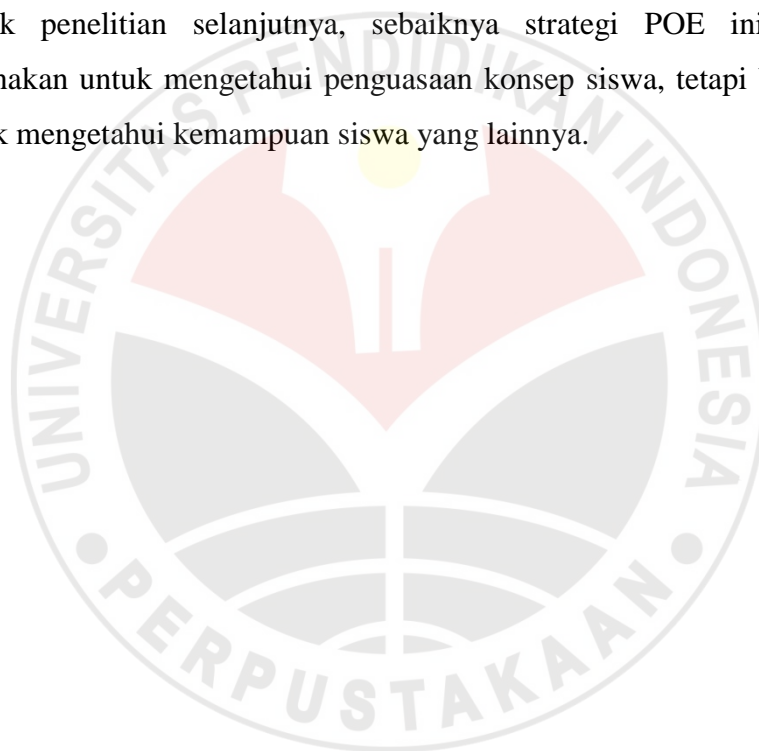 k penelitian selanjutnya, sebaiknya strategi POE ini
nakan untuk mengetahui penguasaan konsep siswa, tetapi
k mengetahui kemampuan siswa yang lainnya.
UNIVERSITAS PENDIDIKAN INDONESIA
PERPUSTAKAAN